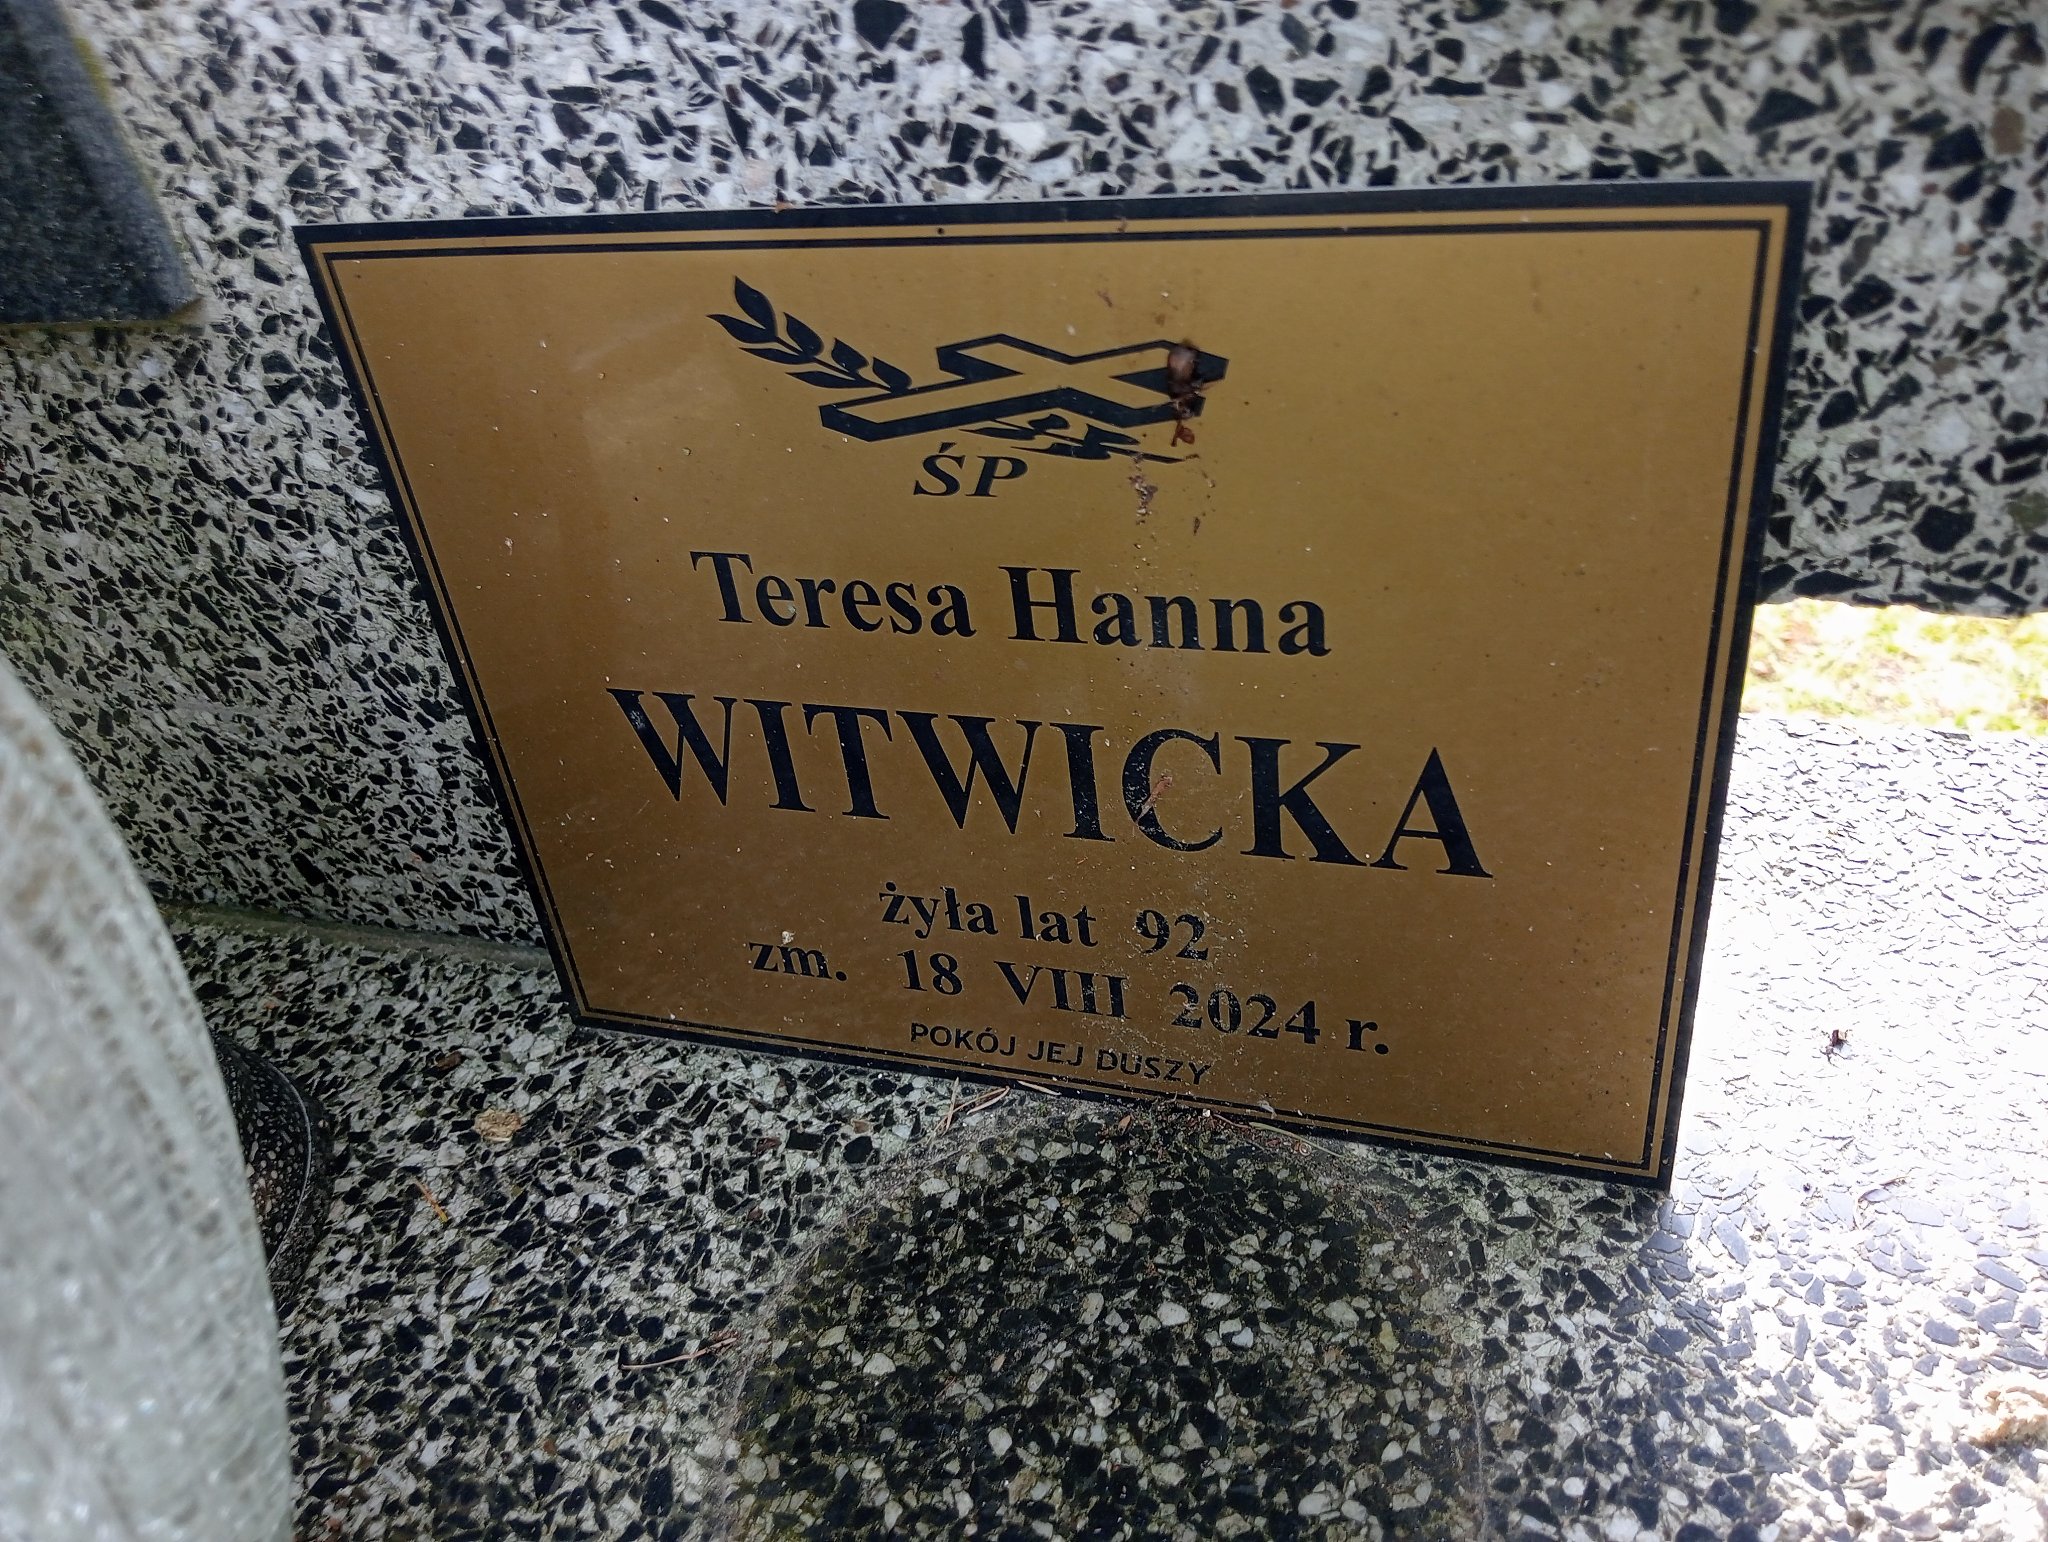 ŚP
Teresa Hanna
WITWICKA
żyła lat 92
zm. 18 VIII 2024 r.
POKÓJ JEJ DUSZY